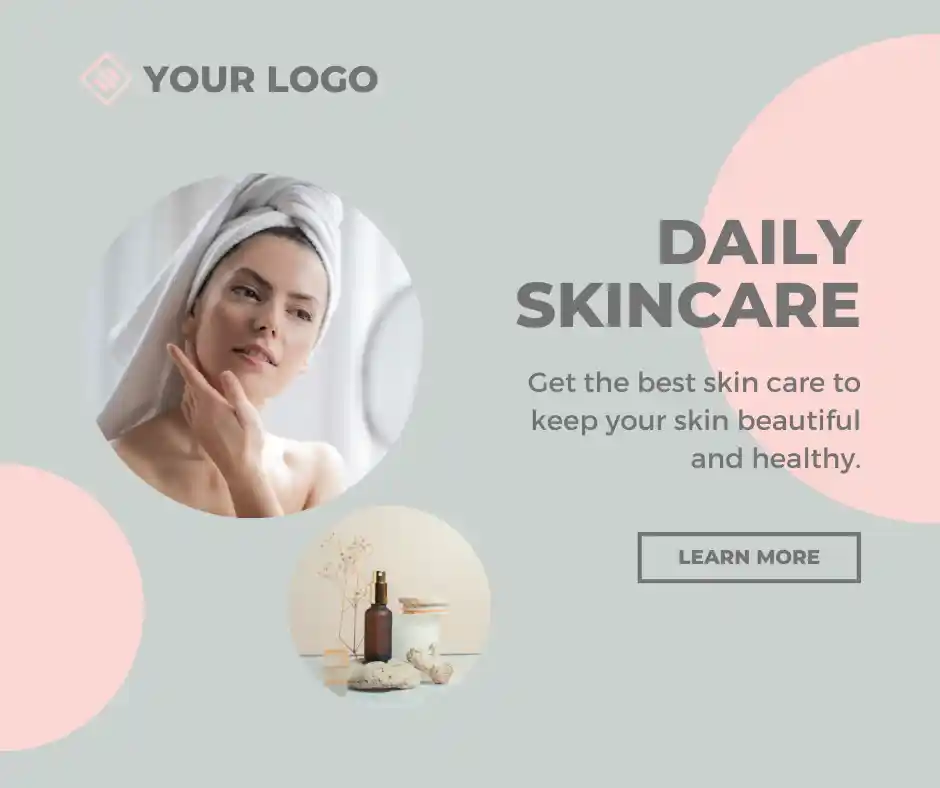 YOUR LOGO
DAILY
SKINCARE
Get the best skin care to
keep your skin beautiful
and healthy.
LEARN MORE